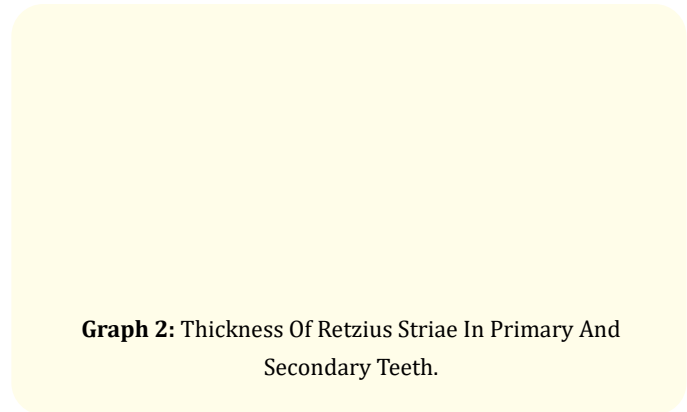 Graph 2: Thickness Of Retzius Striae In Primary And
Secondary Teeth.